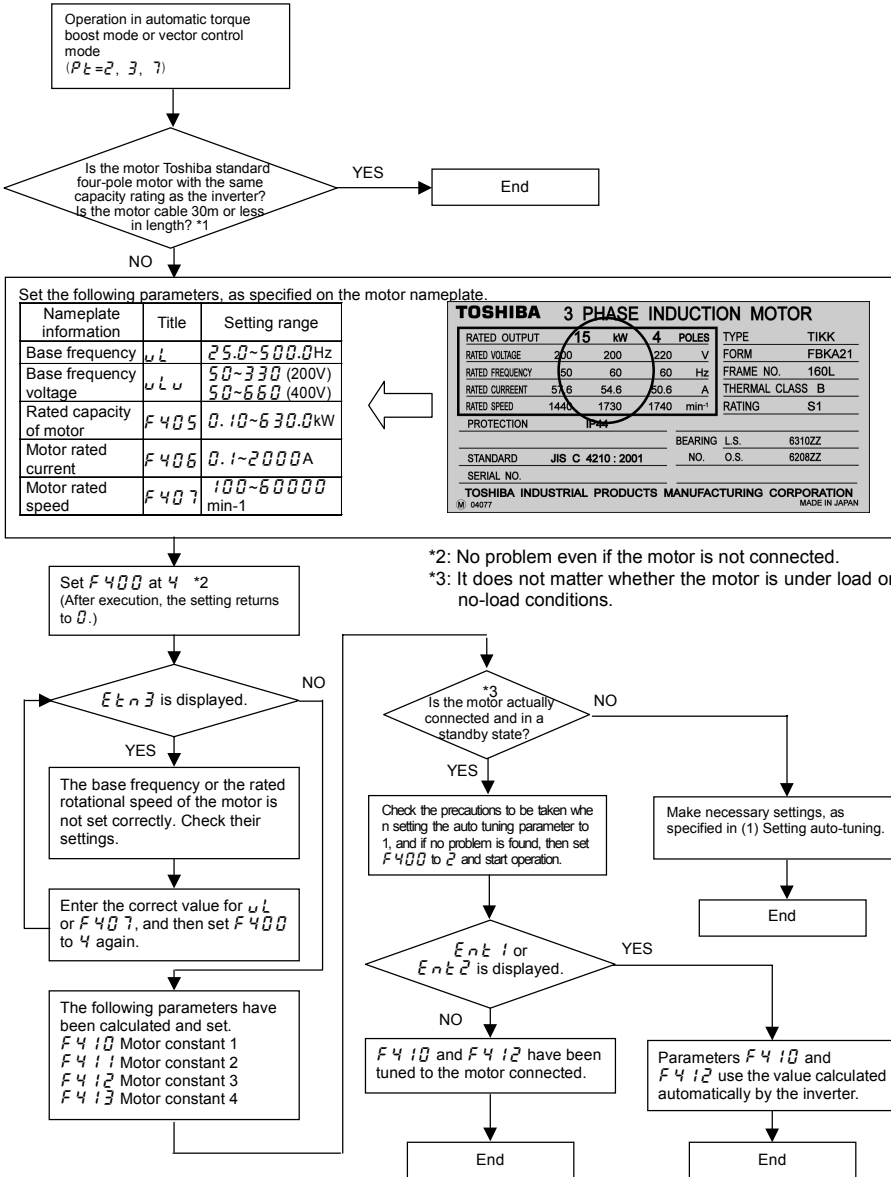 Operation in automatic torque
boost mode or vector control
mode
(Pt=2, 3, 7)
Is the motor Toshiba standard
four-pole motor with the same
capacity rating as the inverter?
Is the motor cable 30m or less
in length? *1
YES
End
NO
Set the following parameters, as specified on the motor nameplate.
Nameplate information | Title | Setting range
Base frequency | uL | 25.0~500.0Hz
Base frequency voltage | uLu | 50~330 (200V) 50~660 (400V)
Rated capacity of motor | F405 | 0.10~630.0kW
Motor rated current | F406 | 0.1~2000A
Motor rated speed | F407 | 100~60000 min-1
TOSHIBA 3 PHASE INDUCTION MOTOR
RATED OUTPUT 15 kW 4 POLES TYPE TIKK
RATED VOLTAGE 200 200 220 V FORM FBKA21
RATED FREQUENCY 50 60 60 Hz FRAME NO. 160L
RATED CURREENT 57.6 54.6 50.6 A THERMAL CLASS B
RATED SPEED 1440 1730 1740 min-1 RATING S1
PROTECTION IP44
BEARING L.S. 6310ZZ
STANDARD JIS C 4210 : 2001 NO. O.S. 6208ZZ
SERIAL NO.
TOSHIBA INDUSTRIAL PRODUCTS MANUFACTURING CORPORATION
M 04077 MADE IN JAPAN
*2: No problem even if the motor is not connected.
*3: It does not matter whether the motor is under load or
no-load conditions.
Set F400 at 4 *2
(After execution, the setting returns
to 0.)
Etn3 is displayed.
NO
YES
The base frequency or the rated
rotational speed of the motor is
not set correctly. Check their
settings.
Enter the correct value for uL
or F407, and then set F400
to 4 again.
The following parameters have
been calculated and set.
F410 Motor constant 1
F411 Motor constant 2
F412 Motor constant 3
F413 Motor constant 4
*3
Is the motor actually
connected and in a
standby state?
NO
YES
Check the precautions to be taken whe
n setting the auto tuning parameter to
1, and if no problem is found, then set
F400 to 2 and start operation.
Make necessary settings, as
specified in (1) Setting auto-tuning.
End
Ent1 or
Ent2 is displayed.
YES
NO
F410 and F412 have been
tuned to the motor connected.
Parameters F410 and
F412 use the value calculated
automatically by the inverter.
End
End